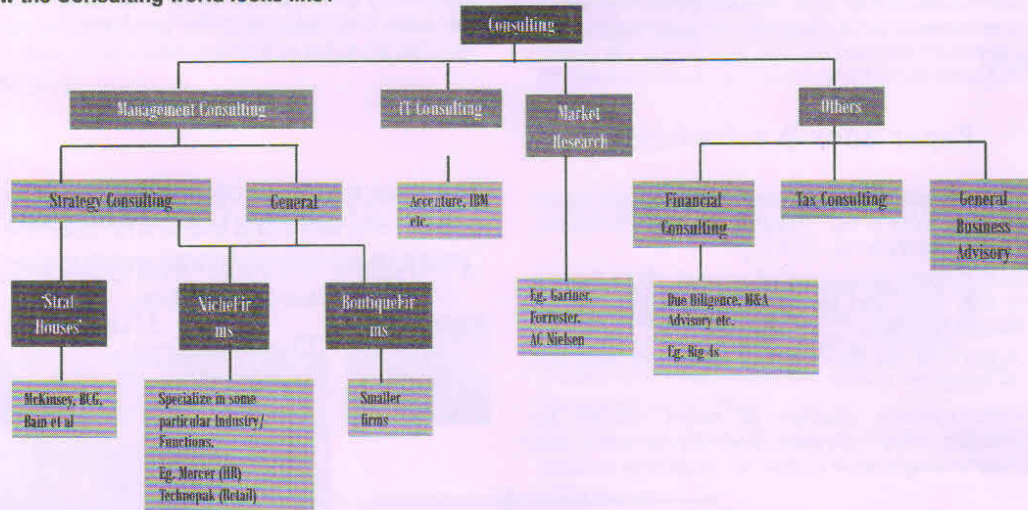 the Consulting world looks like?
Consulting
Management Consulting
IT Consulting
Market
Research
Others
Strategy Consulting
General
Accenture, IBM
etc.
Financial
Consulting
Tax Consulting
General
Business
Advisory
'Strat
Houses'
NicheFir
ms
BoutiqueFir
ms
Eg. Gartner,
Forrester,
AC Nielsen
Due Diligence, M&A
Advisory etc.
Eg. Big 4s
McKinsey, BCG,
Bain et al
Specialize in some
particular Industry/
Functions.
Eg. Mercer (HR)
Technopak (Retail)
Smaller
firms